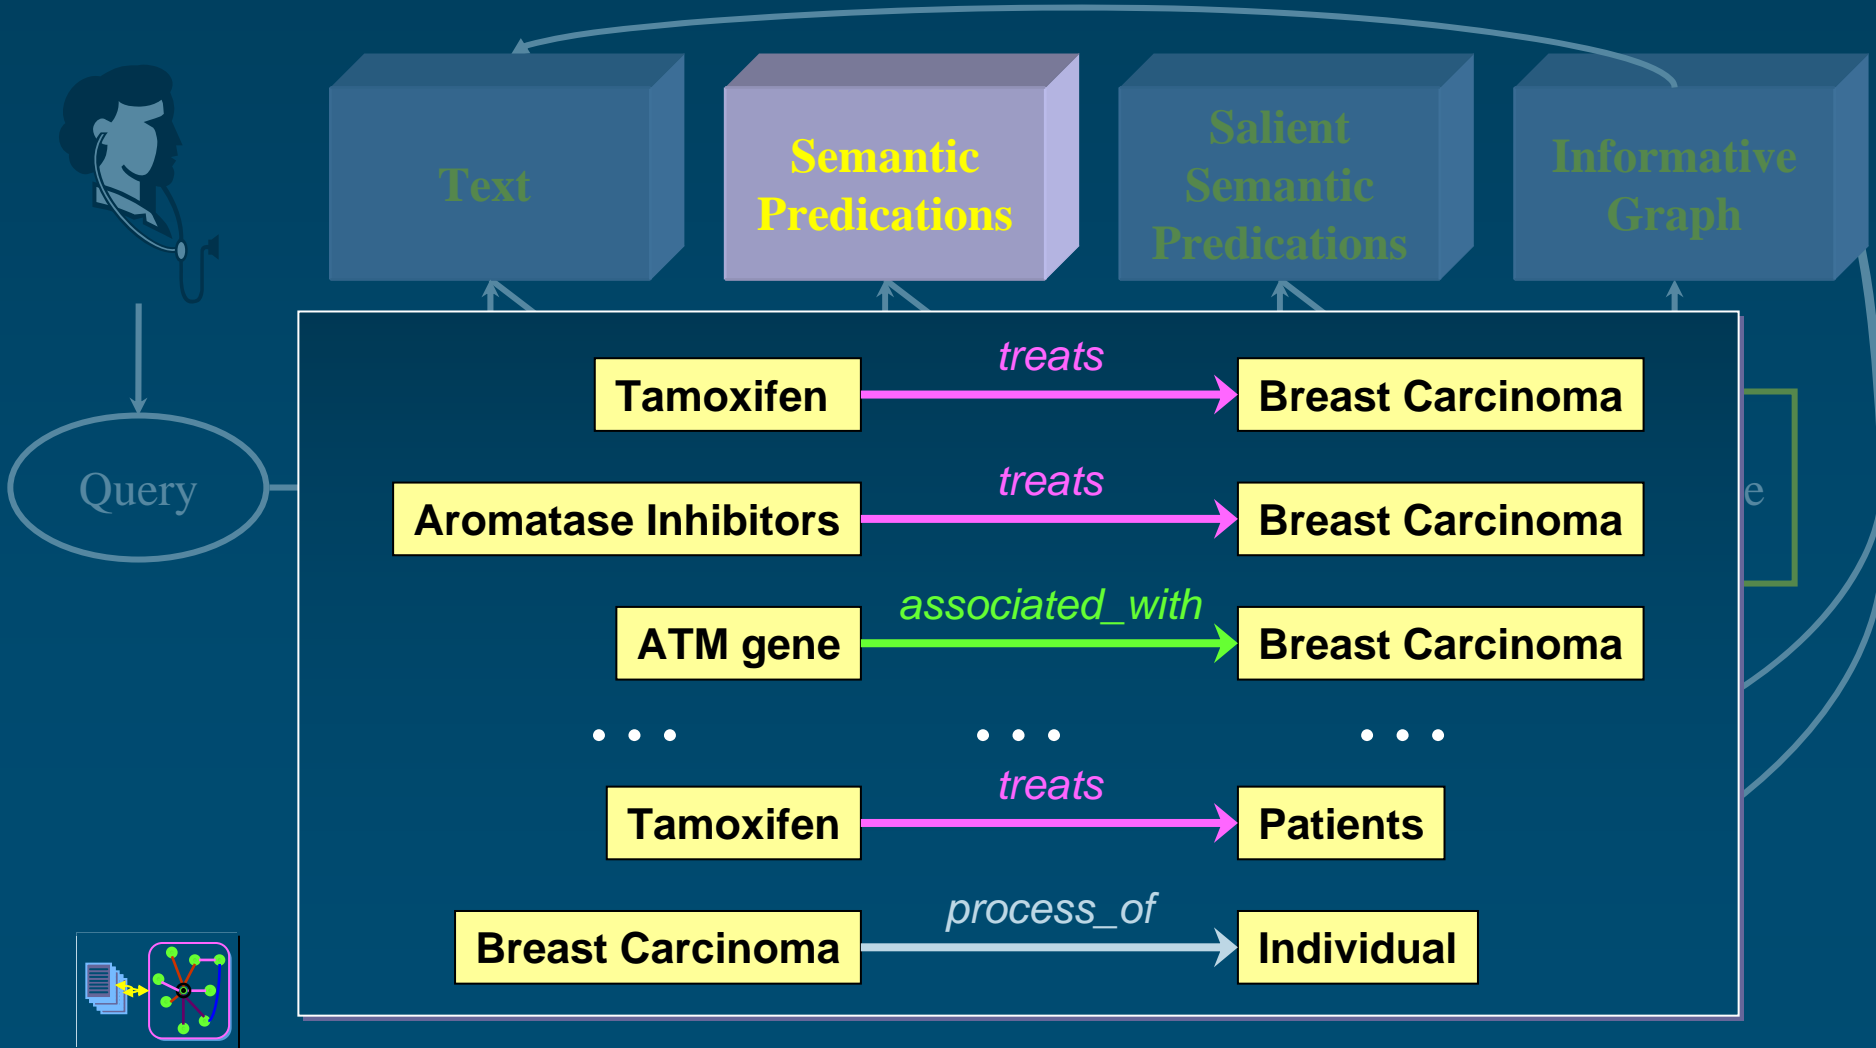 Text
Semantic
Predications
Salient
Semantic
Predications
Informative
Graph
Query
treats
Tamoxifen
Breast Carcinoma
treats
Aromatase Inhibitors
Breast Carcinoma
associated_with
ATM gene
Breast Carcinoma
. . .
. . .
. . .
treats
Tamoxifen
Patients
process_of
Breast Carcinoma
Individual